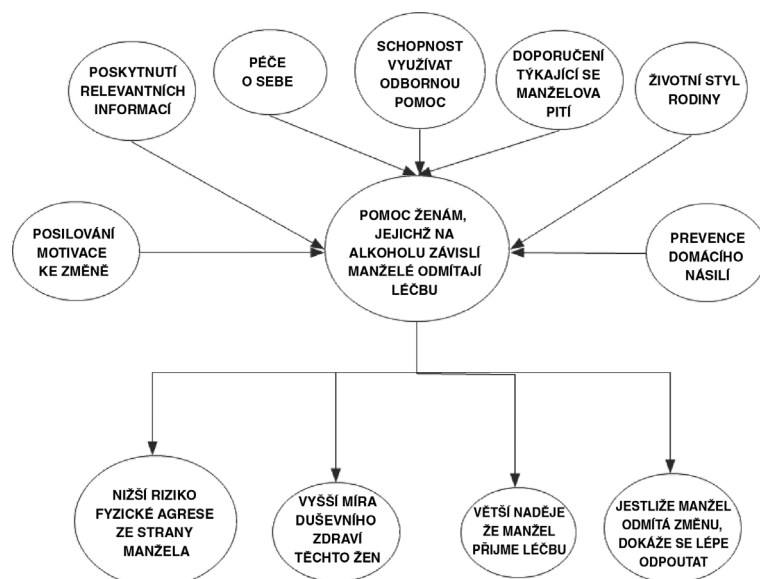 POSKYTNUTÍ
RELEVANTNÍCH
INFORMACÍ
PÉČE
O SEBE
SCHOPNOST
VYUŽÍVAT
ODBORNOU
POMOC
DOPORUČENÍ
TÝKAJÍCÍ SE
MANŽELOVA
PITÍ
ŽIVOTNÍ STYL
RODINY
POSILOVÁNÍ
MOTIVACE
KE ZMĚNĚ
POMOC ŽENÁM,
JEJICHŽ NA
ALKOHOLU ZÁVISLÍ
MANŽELÉ ODMÍTAJÍ
LÉČBU
PREVENCE
DOMÁCÍHO
NÁSILÍ
NIŽŠÍ RIZIKO
FYZICKÉ AGRESE
ZE STRANY
MANŽELA
VYŠŠÍ MÍRA
DUŠEVNÍHO
ZDRAVÍ
TĚCHTO ŽEN
VĚTŠÍ NADĚJE
ŽE MANŽEL
PŘIJME LÉČBU
JESTLIŽE MANŽEL
ODMÍTÁ ZMĚNU,
DOKÁŽE SE LÉPE
ODPOUTAT